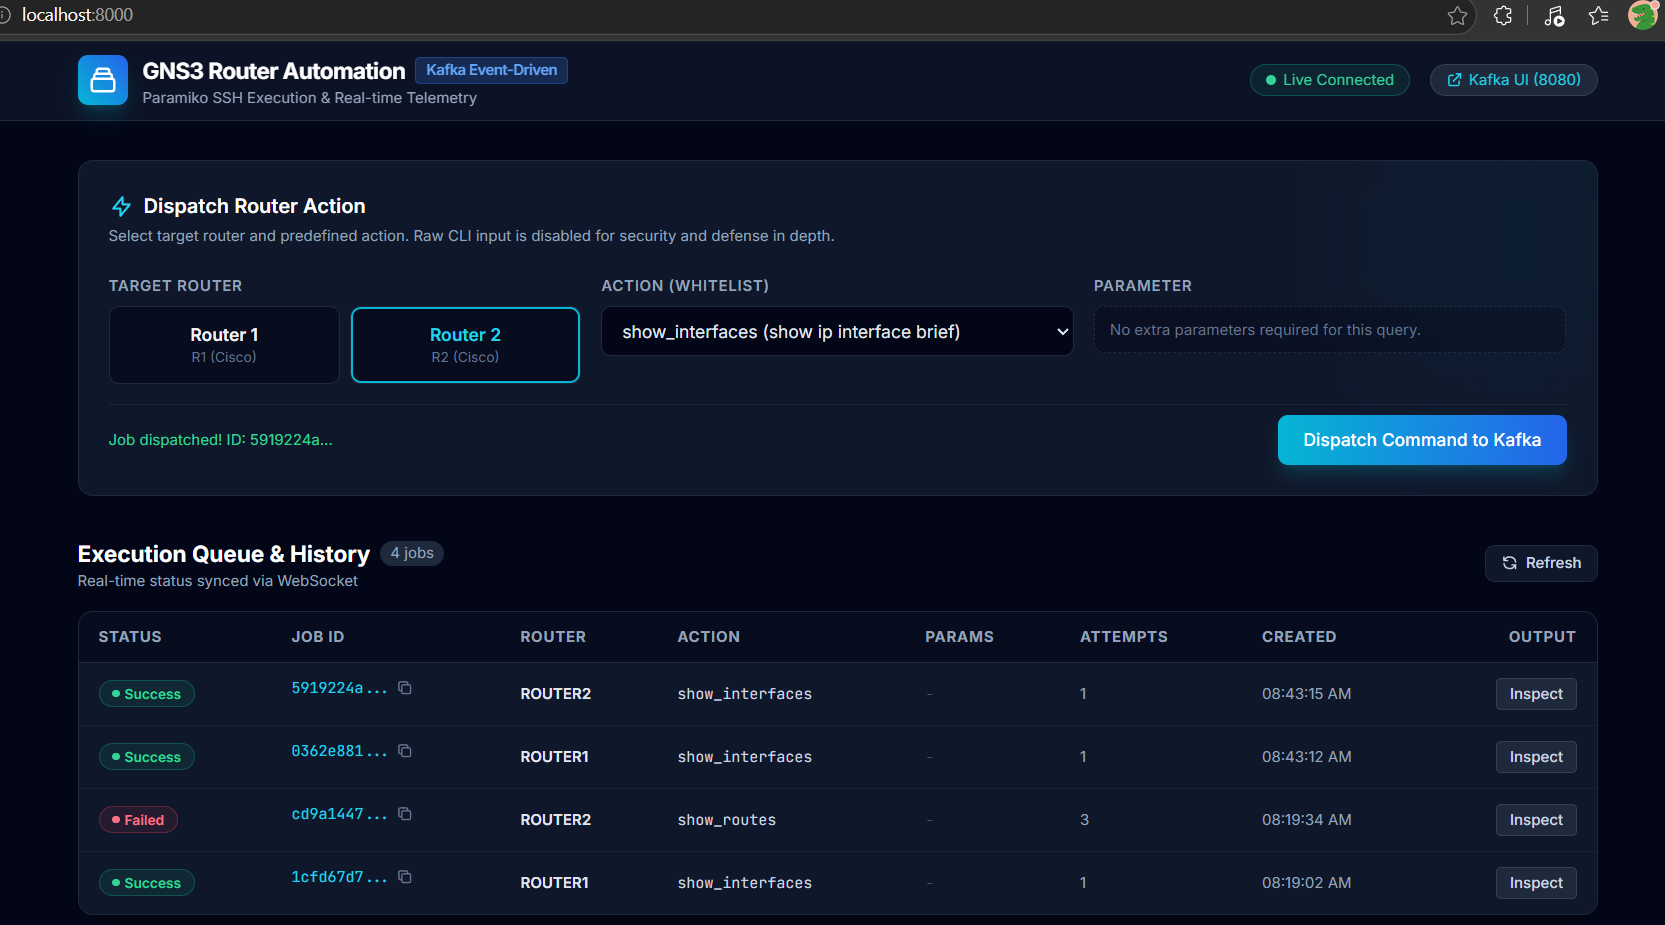 localhost:8000
GNS3 Router Automation Kafka Event-Driven
Paramiko SSH Execution & Real-time Telemetry
Live Connected
Kafka UI (8080)
Dispatch Router Action
Select target router and predefined action. Raw CLI input is disabled for security and defense in depth.
TARGET ROUTER
Router 1
R1 (Cisco)
Router 2
R2 (Cisco)
ACTION (WHITELIST)
show_interfaces (show ip interface brief)
PARAMETER
No extra parameters required for this query.
Job dispatched! ID: 5919224a...
Dispatch Command to Kafka
Execution Queue & History 4 jobs
Real-time status synced via WebSocket
Refresh
STATUS JOB ID ROUTER ACTION PARAMS ATTEMPTS CREATED OUTPUT
Success 5919224a... ROUTER2 show_interfaces - 1 08:43:15 AM Inspect
Success 0362e881... ROUTER1 show_interfaces - 1 08:43:12 AM Inspect
Failed cd9a1447... ROUTER2 show_routes - 3 08:19:34 AM Inspect
Success 1cfd67d7... ROUTER1 show_interfaces - 1 08:19:02 AM Inspect